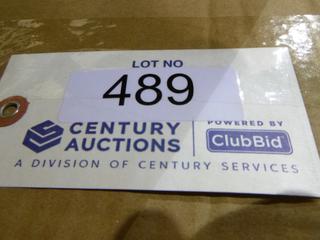 LOT NO
489
CENTURY
AUCTIONS
POWERED BY
ClubBid
A DIVISION OF CENTURY SERVICES